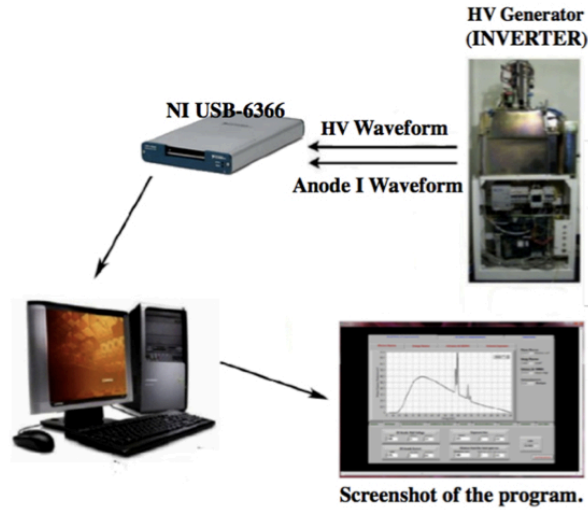 HV Generator
(INVERTER)
NI USB-6366
HV Waveform
Anode I Waveform
Screenshot of the program.